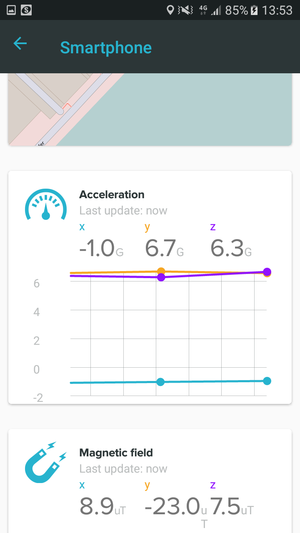 4G 85% 13:53
Smartphone
Acceleration
Last update: now
x y z
-1.0G 6.7G 6.3G
6
4
2
0
-2
Magnetic field
Last update: now
x y z
8.9uT -23.0u 7.5uT
T